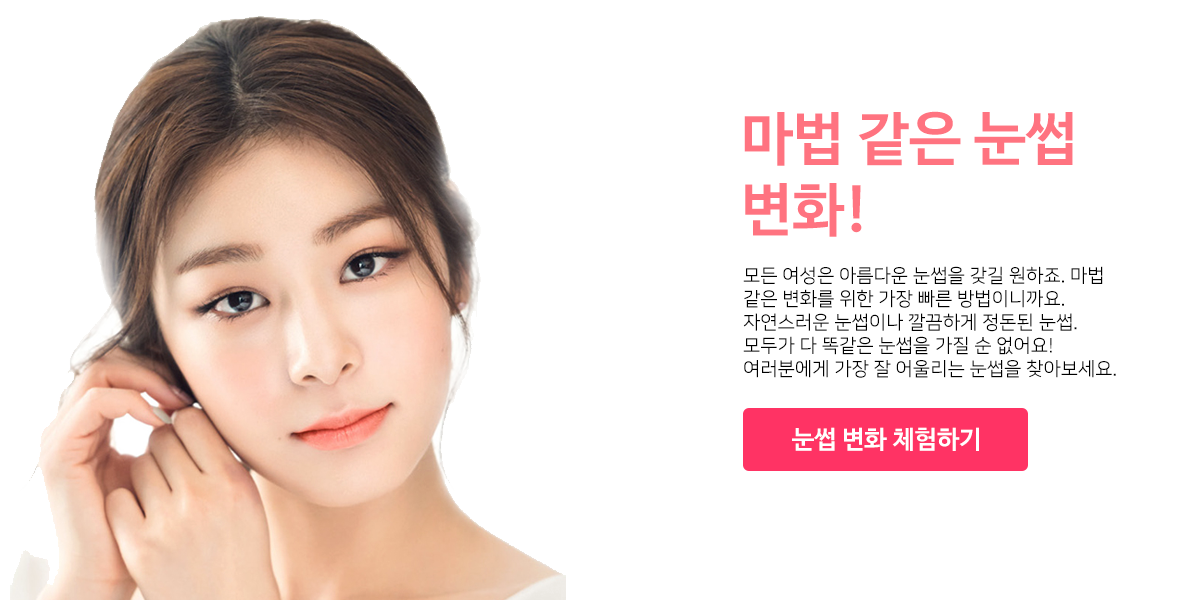 마법 같은 눈썹
변화!
모든 여성은 아름다운 눈썹을 갖길 원하죠. 마법
같은 변화를 위한 가장 빠른 방법이니까요.
자연스러운 눈썹이나 깔끔하게 정돈된 눈썹.
모두가 다 똑같은 눈썹을 가질 순 없어요!
여러분에게 가장 잘 어울리는 눈썹을 찾아보세요.
눈썹 변화 체험하기